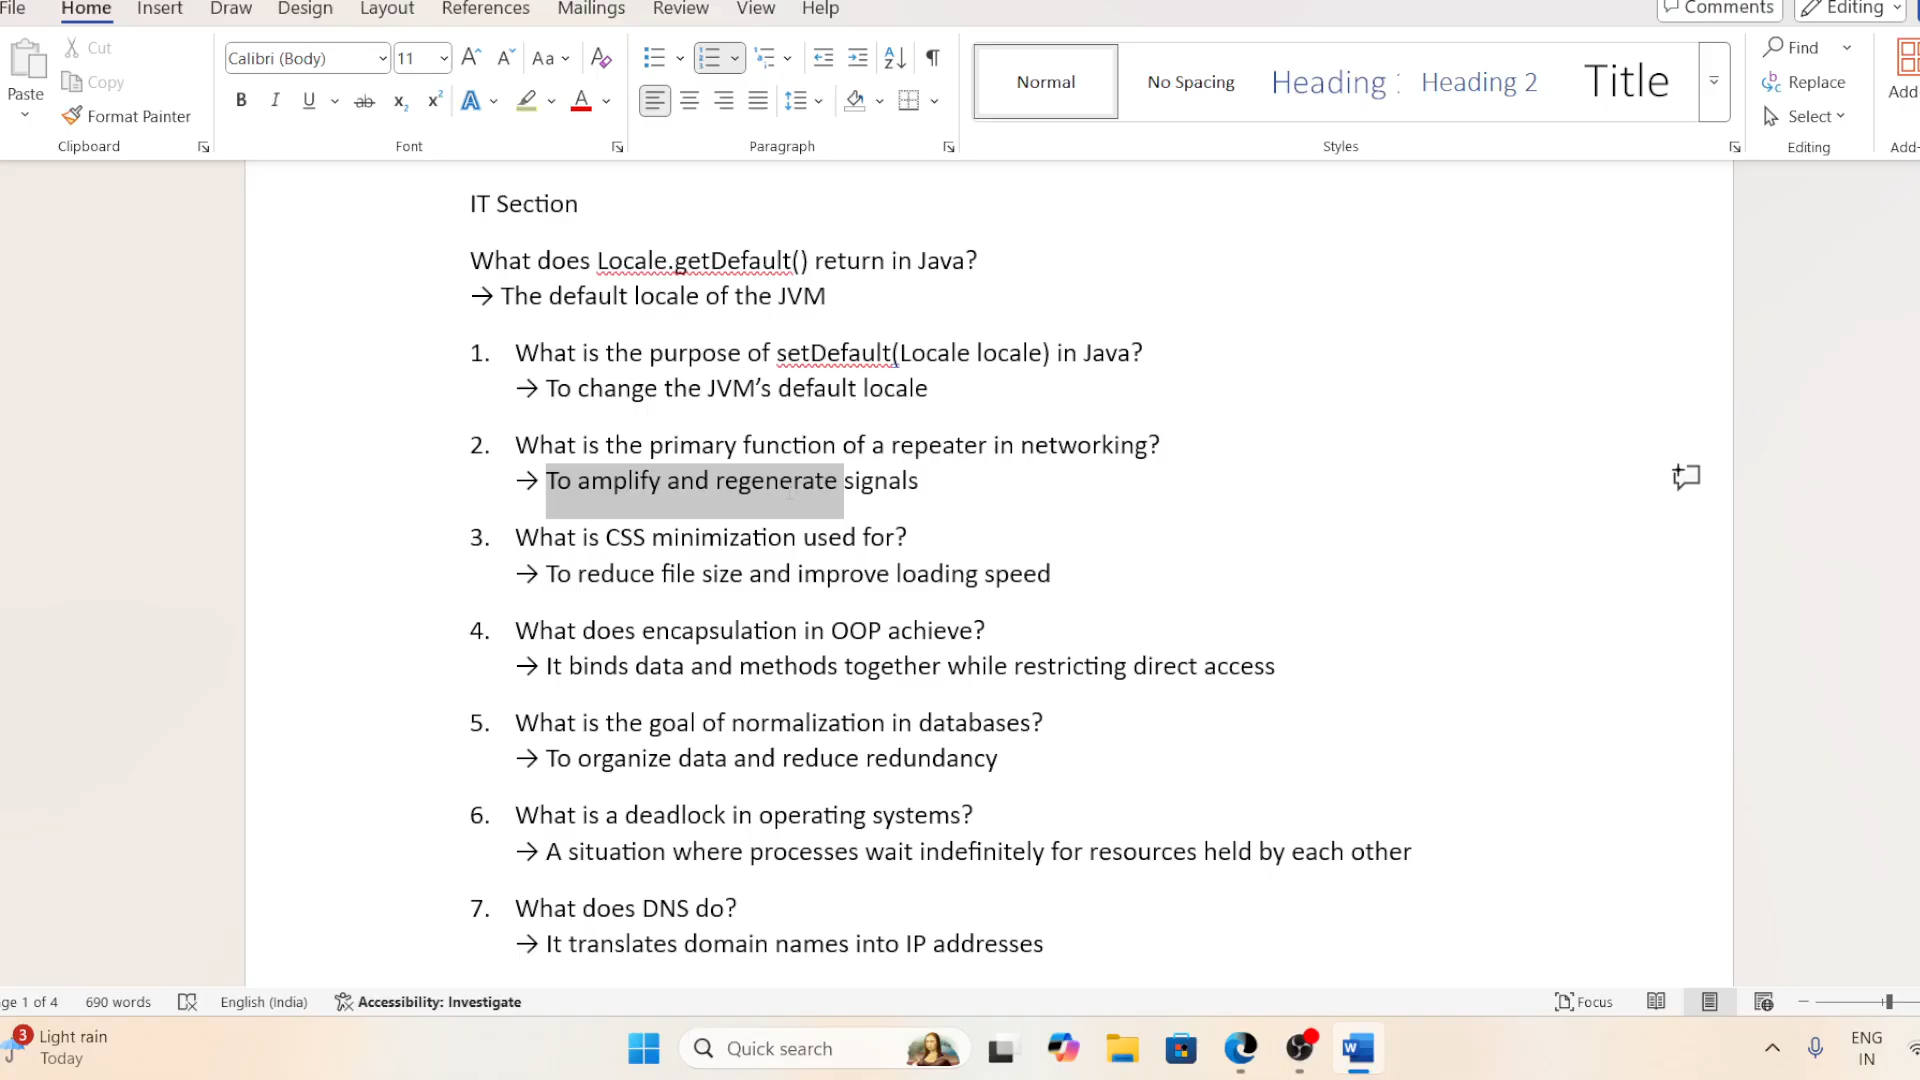 File Home Insert Draw Design Layout References Mailings Review View Help Comments Editing
Paste Cut Copy Format Painter Calibri (Body) 11 Aa Normal No Spacing Heading Heading 2 Title Find Replace Select
Clipboard Font Paragraph Styles Editing Add-
IT Section
What does Locale.getDefault() return in Java?
→ The default locale of the JVM
1. What is the purpose of setDefault(Locale locale) in Java?
→ To change the JVM’s default locale
2. What is the primary function of a repeater in networking?
→ To amplify and regenerate signals
3. What is CSS minimization used for?
→ To reduce file size and improve loading speed
4. What does encapsulation in OOP achieve?
→ It binds data and methods together while restricting direct access
5. What is the goal of normalization in databases?
→ To organize data and reduce redundancy
6. What is a deadlock in operating systems?
→ A situation where processes wait indefinitely for resources held by each other
7. What does DNS do?
→ It translates domain names into IP addresses
ge 1 of 4 690 words English (India) Accessibility: Investigate Focus
3 Light rain Quick search ENG
Today IN